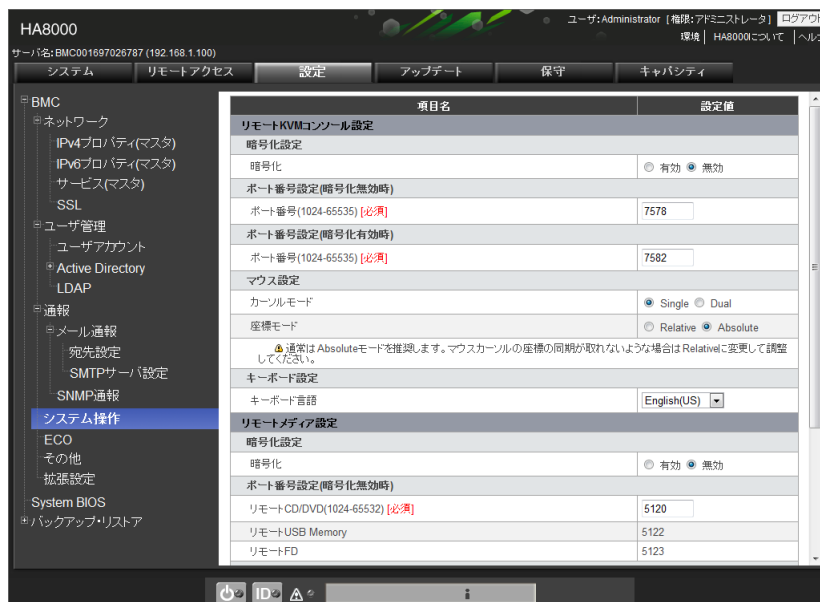 HA8000
ユーザ:Administrator [権限:アドミニストレータ] ログアウト
環境 | HA8000について | ヘル
サーバ名:BMC001697026787 (192.168.1.100)
システム リモートアクセス 設定 アップデート 保守 キャパシティ
BMC
ネットワーク
IPv4プロパティ(マスタ)
IPv6プロパティ(マスタ)
サービス(マスタ)
SSL
ユーザ管理
ユーザアカウント
Active Directory
LDAP
通報
メール通報
宛先設定
SMTPサーバ設定
SNMP通報
システム操作
ECO
その他
拡張設定
System BIOS
バックアップ・リストア
項目名 設定値
リモートKVMコンソール設定
暗号化設定
暗号化 有効 無効
ポート番号設定(暗号化無効時)
ポート番号(1024-65535) [必須] 7578
ポート番号設定(暗号化有効時)
ポート番号(1024-65535) [必須] 7582
マウス設定
カーソルモード Single Dual
座標モード Relative Absolute
通常はAbsoluteモードを推奨します。マウスカーソルの座標の同期が取れないような場合はRelativeに変更して調整
してください。
キーボード設定
キーボード言語 English(US)
リモートメディア設定
暗号化設定
暗号化 有効 無効
ポート番号設定(暗号化無効時)
リモートCD/DVD(1024-65532) [必須] 5120
リモートUSB Memory 5122
リモートFD 5123
ID